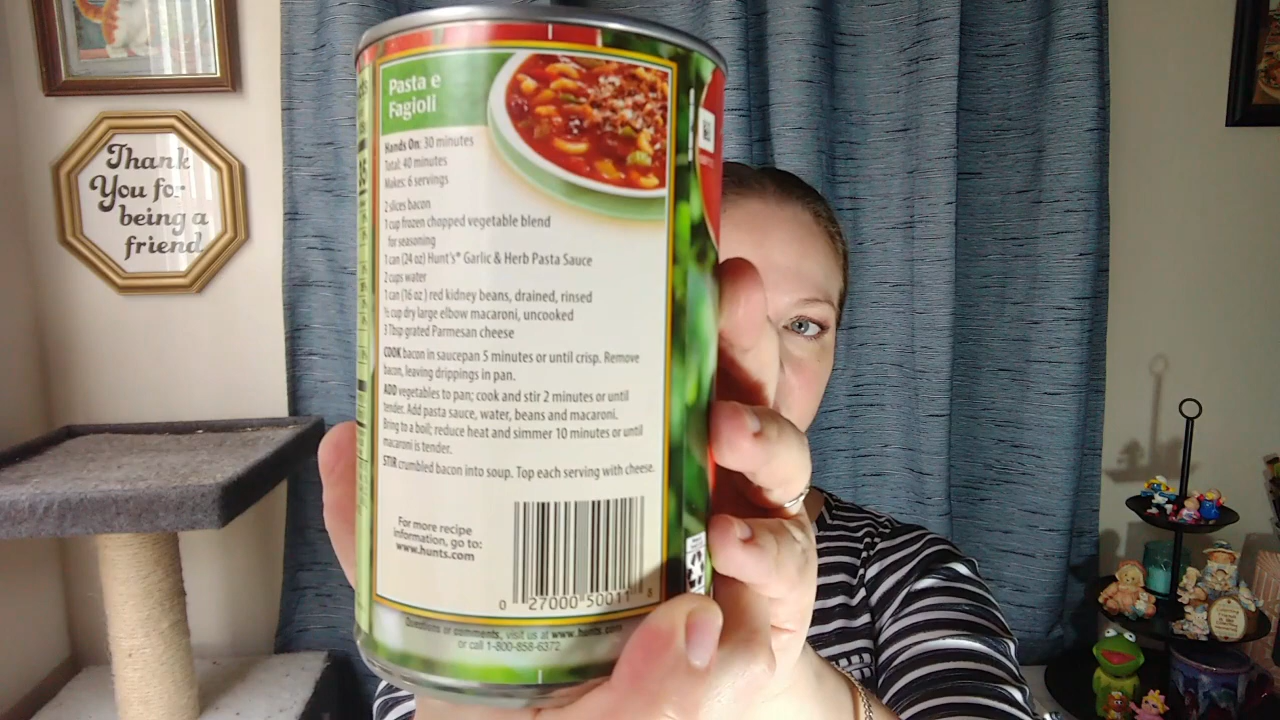 Thank
You for
being a
friend
Pasta e
Fagioli
Hands On: 30 minutes
Total: 40 minutes
Makes: 6 servings
2 slices bacon
1 cup frozen chopped vegetable blend
for seasoning
1 can (24 oz) Hunt's® Garlic & Herb Pasta Sauce
2 cups water
1 can (16 oz) red kidney beans, drained, rinsed
cup dry large elbow macaroni, uncooked
3 Tbsp grated Parmesan cheese
COOK bacon in saucepan 5 minutes or until crisp. Remove
bacon, leaving drippings in pan.
ADD vegetables to pan; cook and stir 2 minutes or until
tender. Add pasta sauce, water, beans and macaroni.
Bring to a boil; reduce heat and simmer 10 minutes or until
macaroni is tender.
STIR crumbled bacon into soup. Top each serving with cheese.
For more recipe
information, go to:
www.hunts.com
0 27000 50011 8
Questions or comments, visit us at www.hunts.com
or call 1-800-858-6372